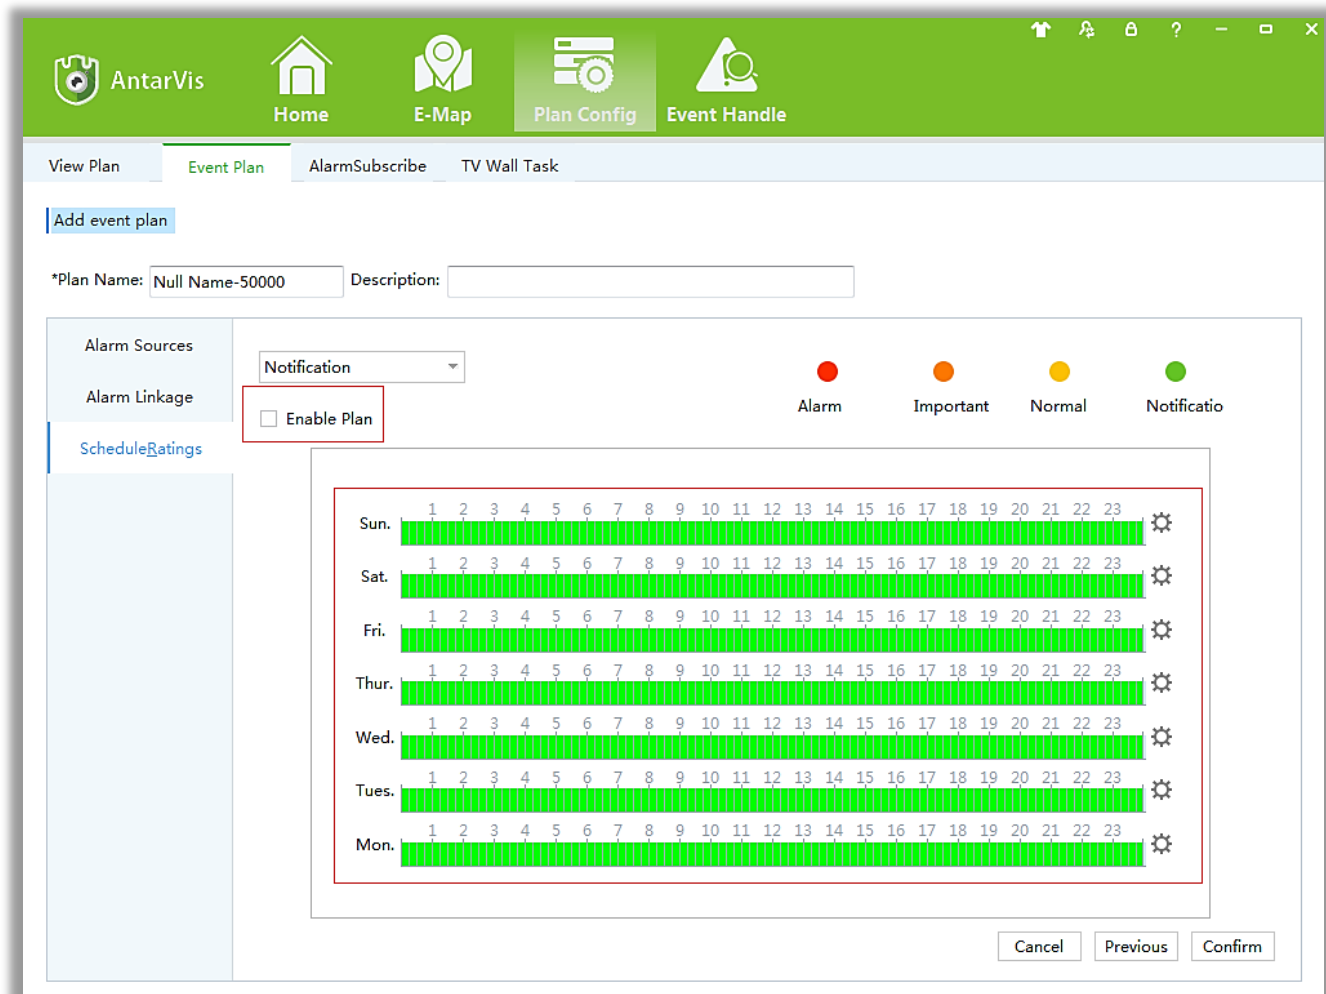 AntarVis
Home
E-Map
Plan Config
Event Handle
?
View Plan
Event Plan
AlarmSubscribe
TV Wall Task
Add event plan
*Plan Name: Null Name-50000 Description:
Alarm Sources
Alarm Linkage
ScheduleRatings
Notification
Enable Plan
Alarm
Important
Normal
Notificatio
1 2 3 4 5 6 7 8 9 10 11 12 13 14 15 16 17 18 19 20 21 22 23
Sun.
1 2 3 4 5 6 7 8 9 10 11 12 13 14 15 16 17 18 19 20 21 22 23
Sat.
1 2 3 4 5 6 7 8 9 10 11 12 13 14 15 16 17 18 19 20 21 22 23
Fri.
1 2 3 4 5 6 7 8 9 10 11 12 13 14 15 16 17 18 19 20 21 22 23
Thur.
1 2 3 4 5 6 7 8 9 10 11 12 13 14 15 16 17 18 19 20 21 22 23
Wed.
1 2 3 4 5 6 7 8 9 10 11 12 13 14 15 16 17 18 19 20 21 22 23
Tues.
1 2 3 4 5 6 7 8 9 10 11 12 13 14 15 16 17 18 19 20 21 22 23
Mon.
Cancel
Previous
Confirm